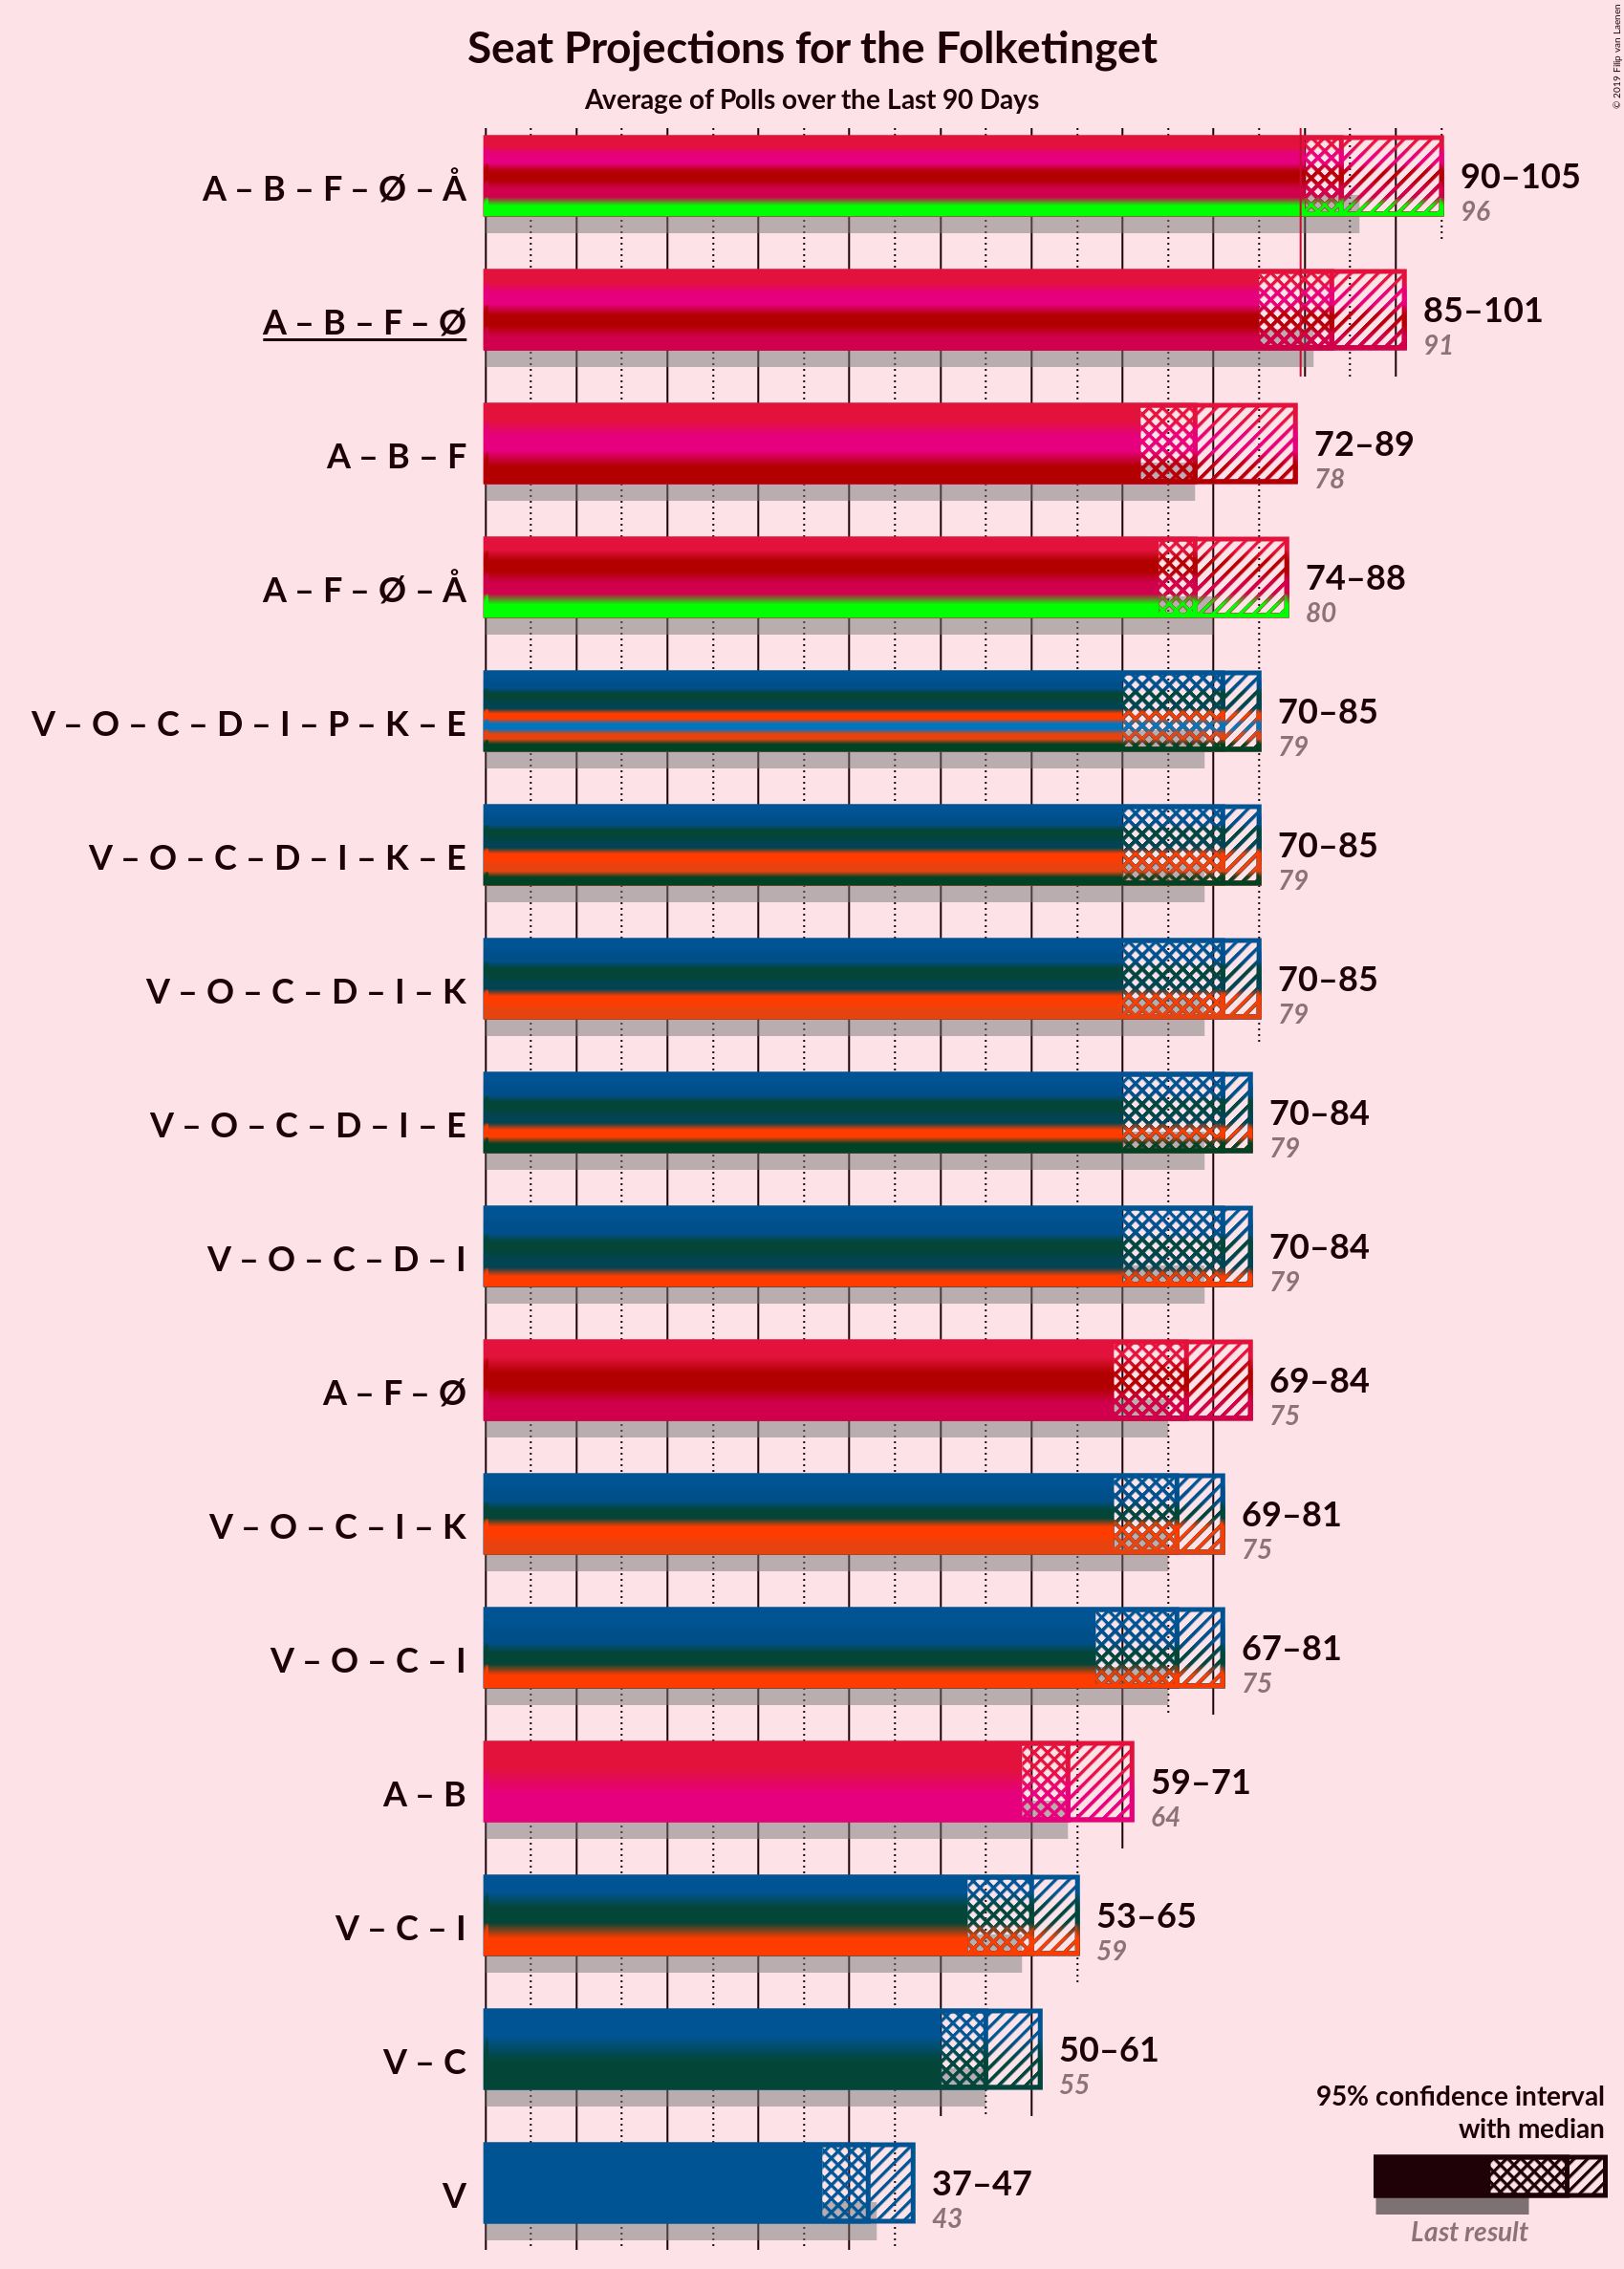 © 2019 Filip van Laenen
Seat Projections for the Folketinget
Average of Polls over the Last 90 Days
A – B – F – Ø – Å
90–105
96
A – B – F – Ø
85–101
91
A – B – F
72–89
78
A – F – Ø – Å
74–88
80
V – O – C – D – I – P – K – E
70–85
79
V – O – C – D – I – K – E
70–85
79
V – O – C – D – I – K
70–85
79
V – O – C – D – I – E
70–84
79
V – O – C – D – I
70–84
79
A – F – Ø
69–84
75
V – O – C – I – K
69–81
75
V – O – C – I
67–81
75
A – B
59–71
64
V – C – I
53–65
59
V – C
50–61
55
V
37–47
43
95% confidence interval
with median
Last result